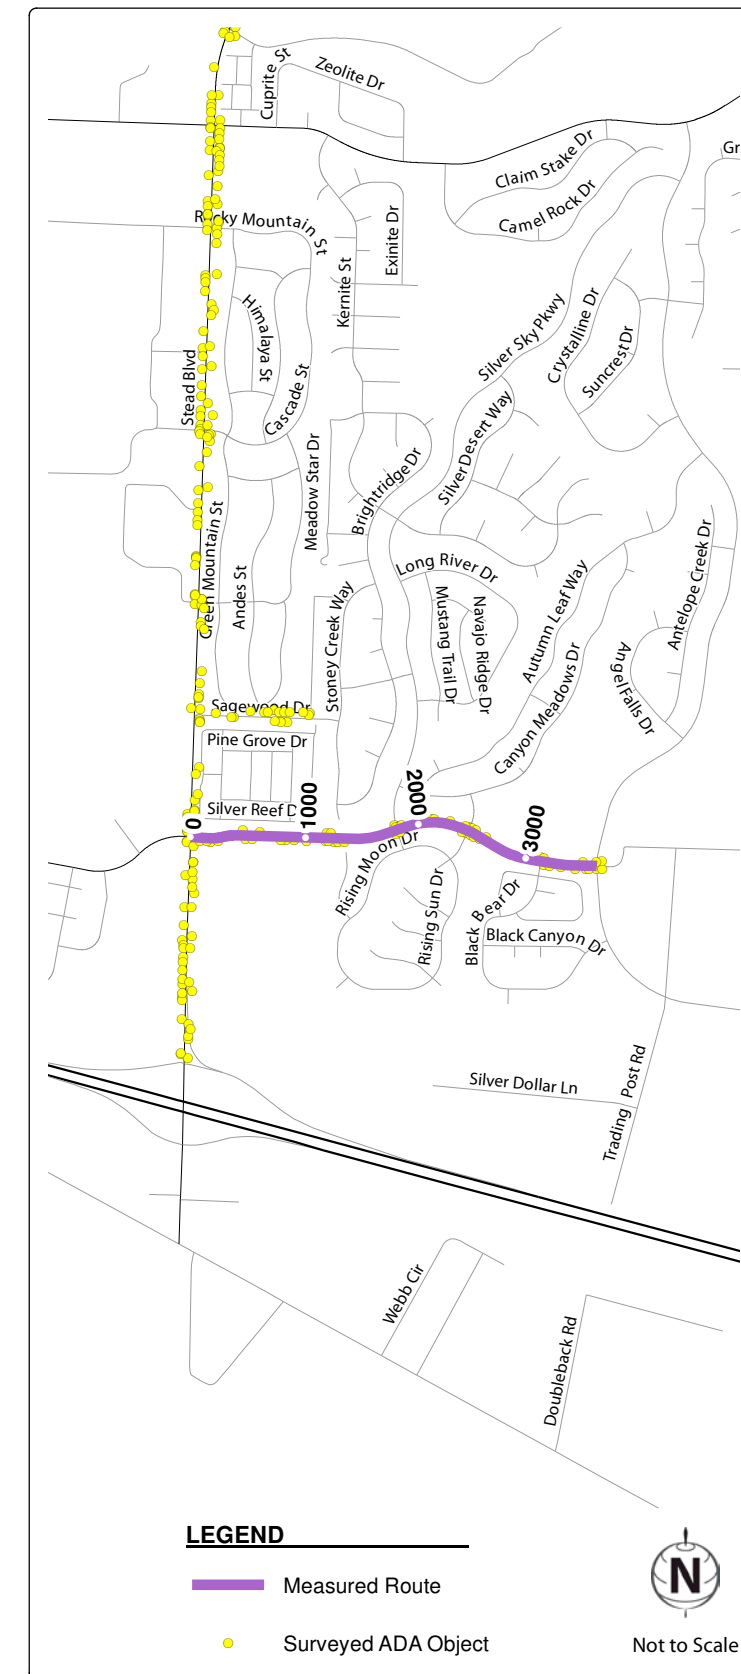 Cuprite St
Zeolite Dr
Claim Stake Dr
Gr
Camel Rock Dr
Rocky Mountain St
Exinite Dr
Kernite St
Himalaya St
Silver Sky Pkwy
Crystalline Dr
Suncrest Dr
Stead Blvd
Cascade St
Silver Desert Way
Meadow Star Dr
Brightridge Dr
Green Mountain St
Andes St
Long River Dr
Antelope Creek Dr
Stoney Creek Way
Mustang Trail Dr
Navajo Ridge Dr
Autumn Leaf Way
Angel Falls Dr
Canyon Meadows Dr
Sagewood Dr
Pine Grove Dr
Silver Reef D
0
1000
2000
3000
Rising Moon Dr
Rising Sun Dr
Black Bear Dr
Black Canyon Dr
Silver Dollar Ln
Trading Post Rd
Webb Cir
Doubleback Rd
LEGEND
Measured Route
Surveyed ADA Object
N
Not to Scale